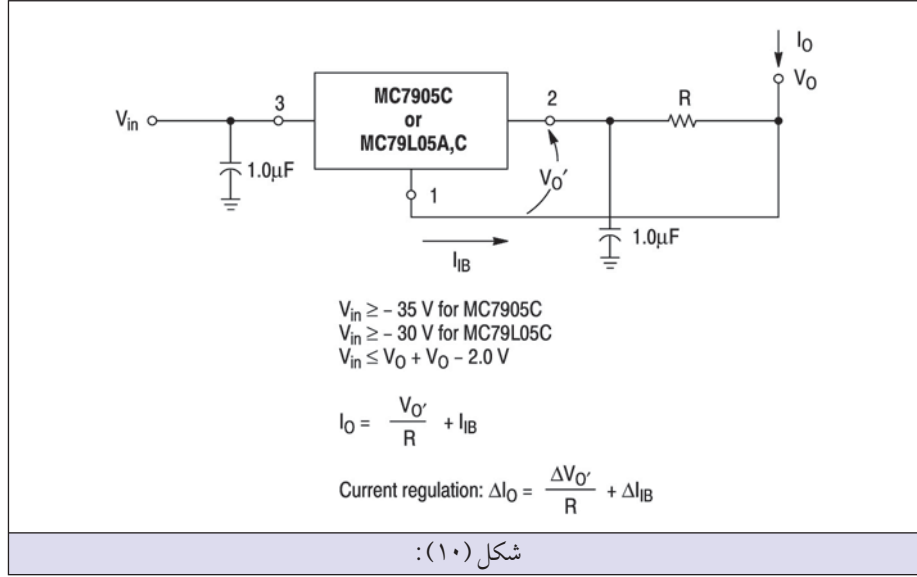 I_O
V_O
MC7905C
or
MC79L05A,C
V_in
3
2
R
1.0μF
V_O′
1
1.0μF
I_IB
V_in ≥ – 35 V for MC7905C
V_in ≥ – 30 V for MC79L05C
V_in ≤ V_O + V_O – 2.0 V
I_O = V_O′ / R + I_IB
Current regulation: ΔI_O = ΔV_O′ / R + ΔI_IB
شكل (١٠):